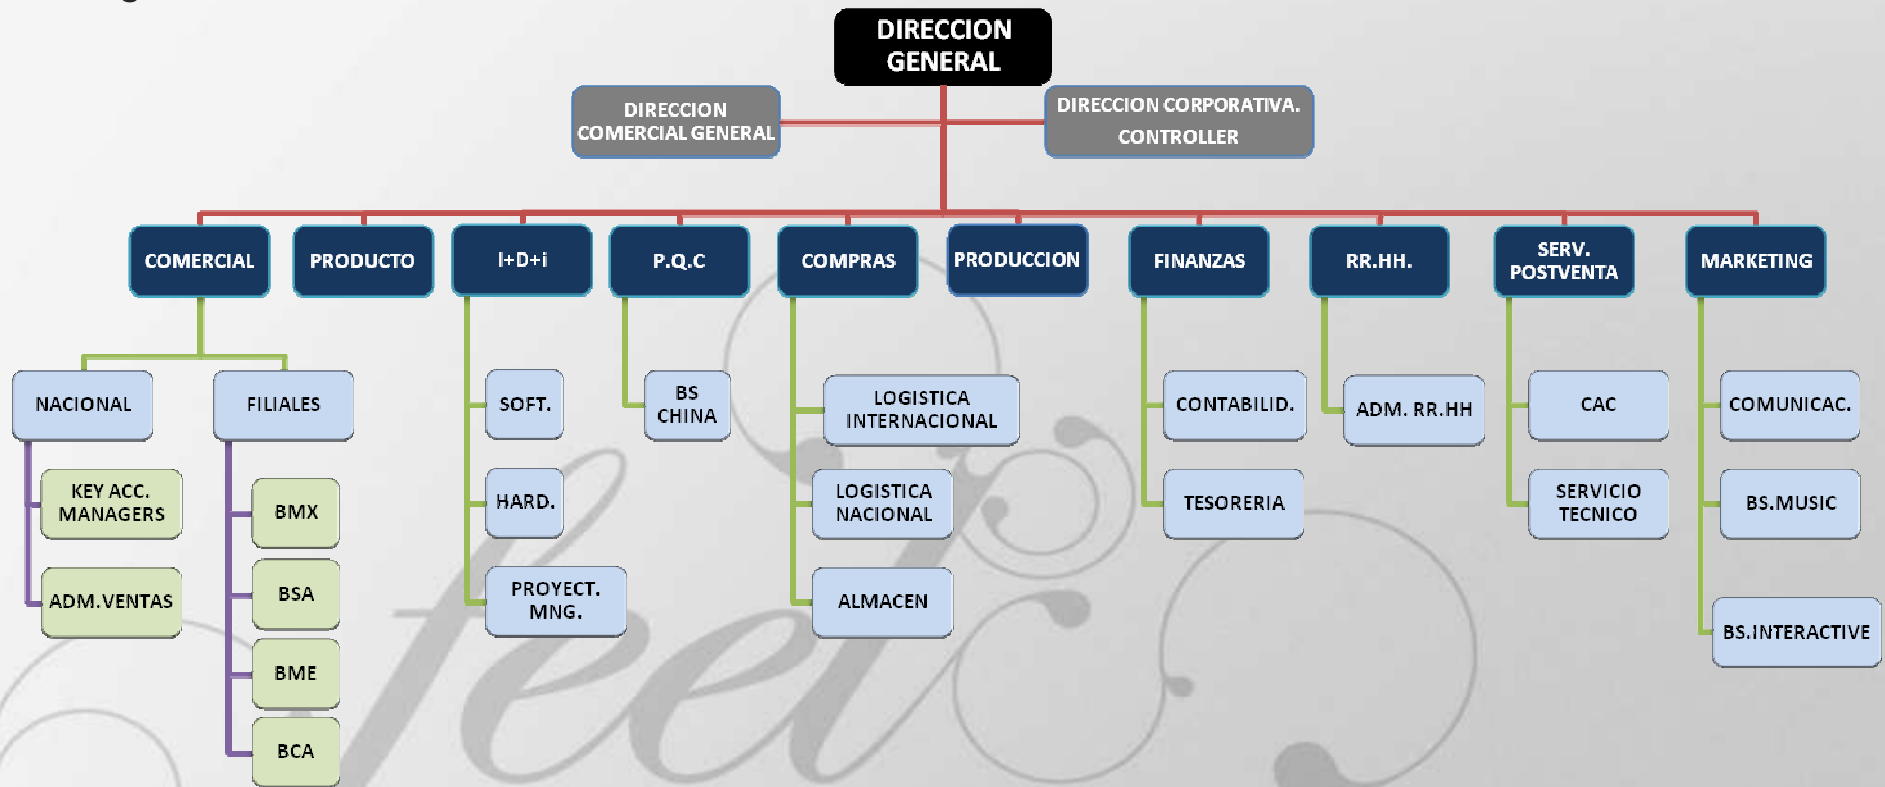 DIRECCION
GENERAL
DIRECCION
COMERCIAL GENERAL
DIRECCION CORPORATIVA.
CONTROLLER
COMERCIAL
PRODUCTO
I+D+i
P.Q.C
COMPRAS
PRODUCCION
FINANZAS
RR.HH.
SERV.
POSTVENTA
MARKETING
NACIONAL
FILIALES
SOFT.
BS
CHINA
LOGISTICA
INTERNACIONAL
CONTABILID.
ADM. RR.HH
CAC
COMUNICAC.
KEY ACC.
MANAGERS
BMX
HARD.
LOGISTICA
NACIONAL
TESORERIA
SERVICIO
TECNICO
BS.MUSIC
ADM.VENTAS
BSA
PROYECT.
MNG.
ALMACEN
BS.INTERACTIVE
BME
BCA
feel